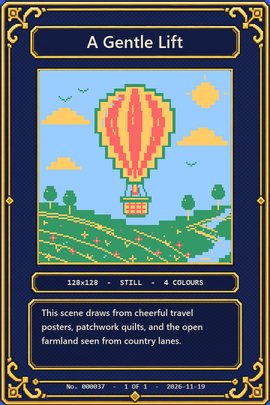 A Gentle Lift
128x128 - STILL - 4 COLOURS
This scene draws from cheerful travel
posters, patchwork quilts, and the open
farmland seen from country lanes.
No. 000037 - 1 OF 1 - 2026-11-19